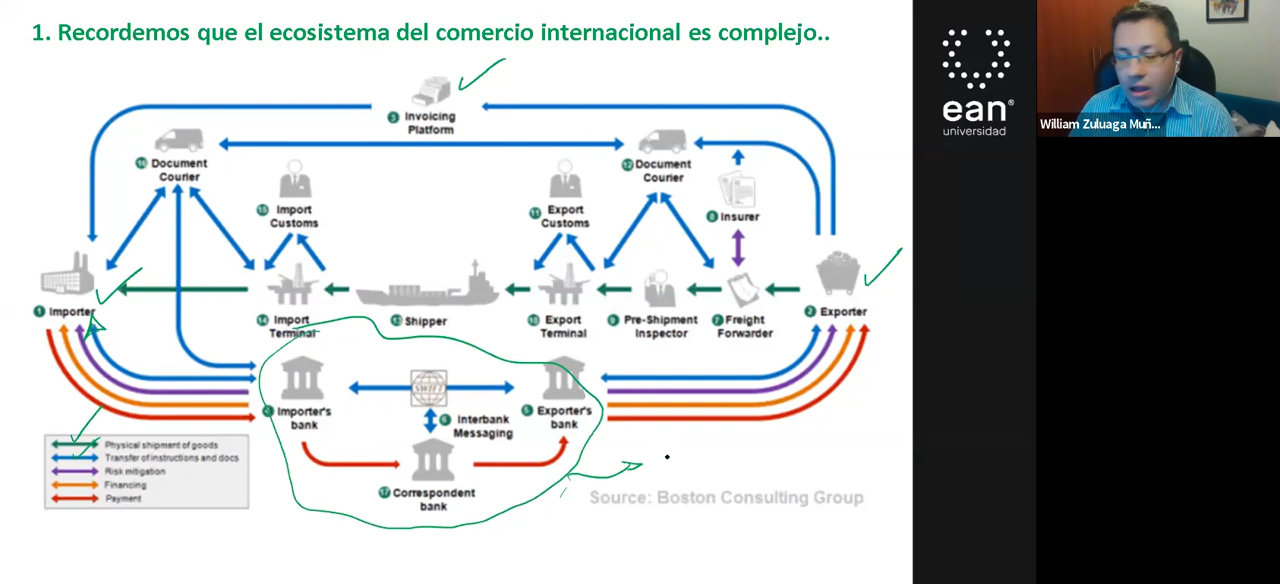 1. Recordemos que el ecosistema del comercio internacional es complejo..
3 Invoicing
Platform
Document
Courier
12 Document
Courier
15 Import
Customs
11 Export
Customs
8 Insurer
1 Importer
14 Import
Terminal
13 Shipper
10 Export
Terminal
9 Pre-Shipment
Inspector
7 Freight
Forwarder
2 Exporter
4 Importer's
bank
SWIFT
6 Interbank
Messaging
5 Exporter's
bank
17 Correspondent
bank
Physical shipment of goods
Transfer of instructions and docs
Risk mitigation
Financing
Payment
Source: Boston Consulting Group
ean®
universidad
William Zuluaga Muñ...